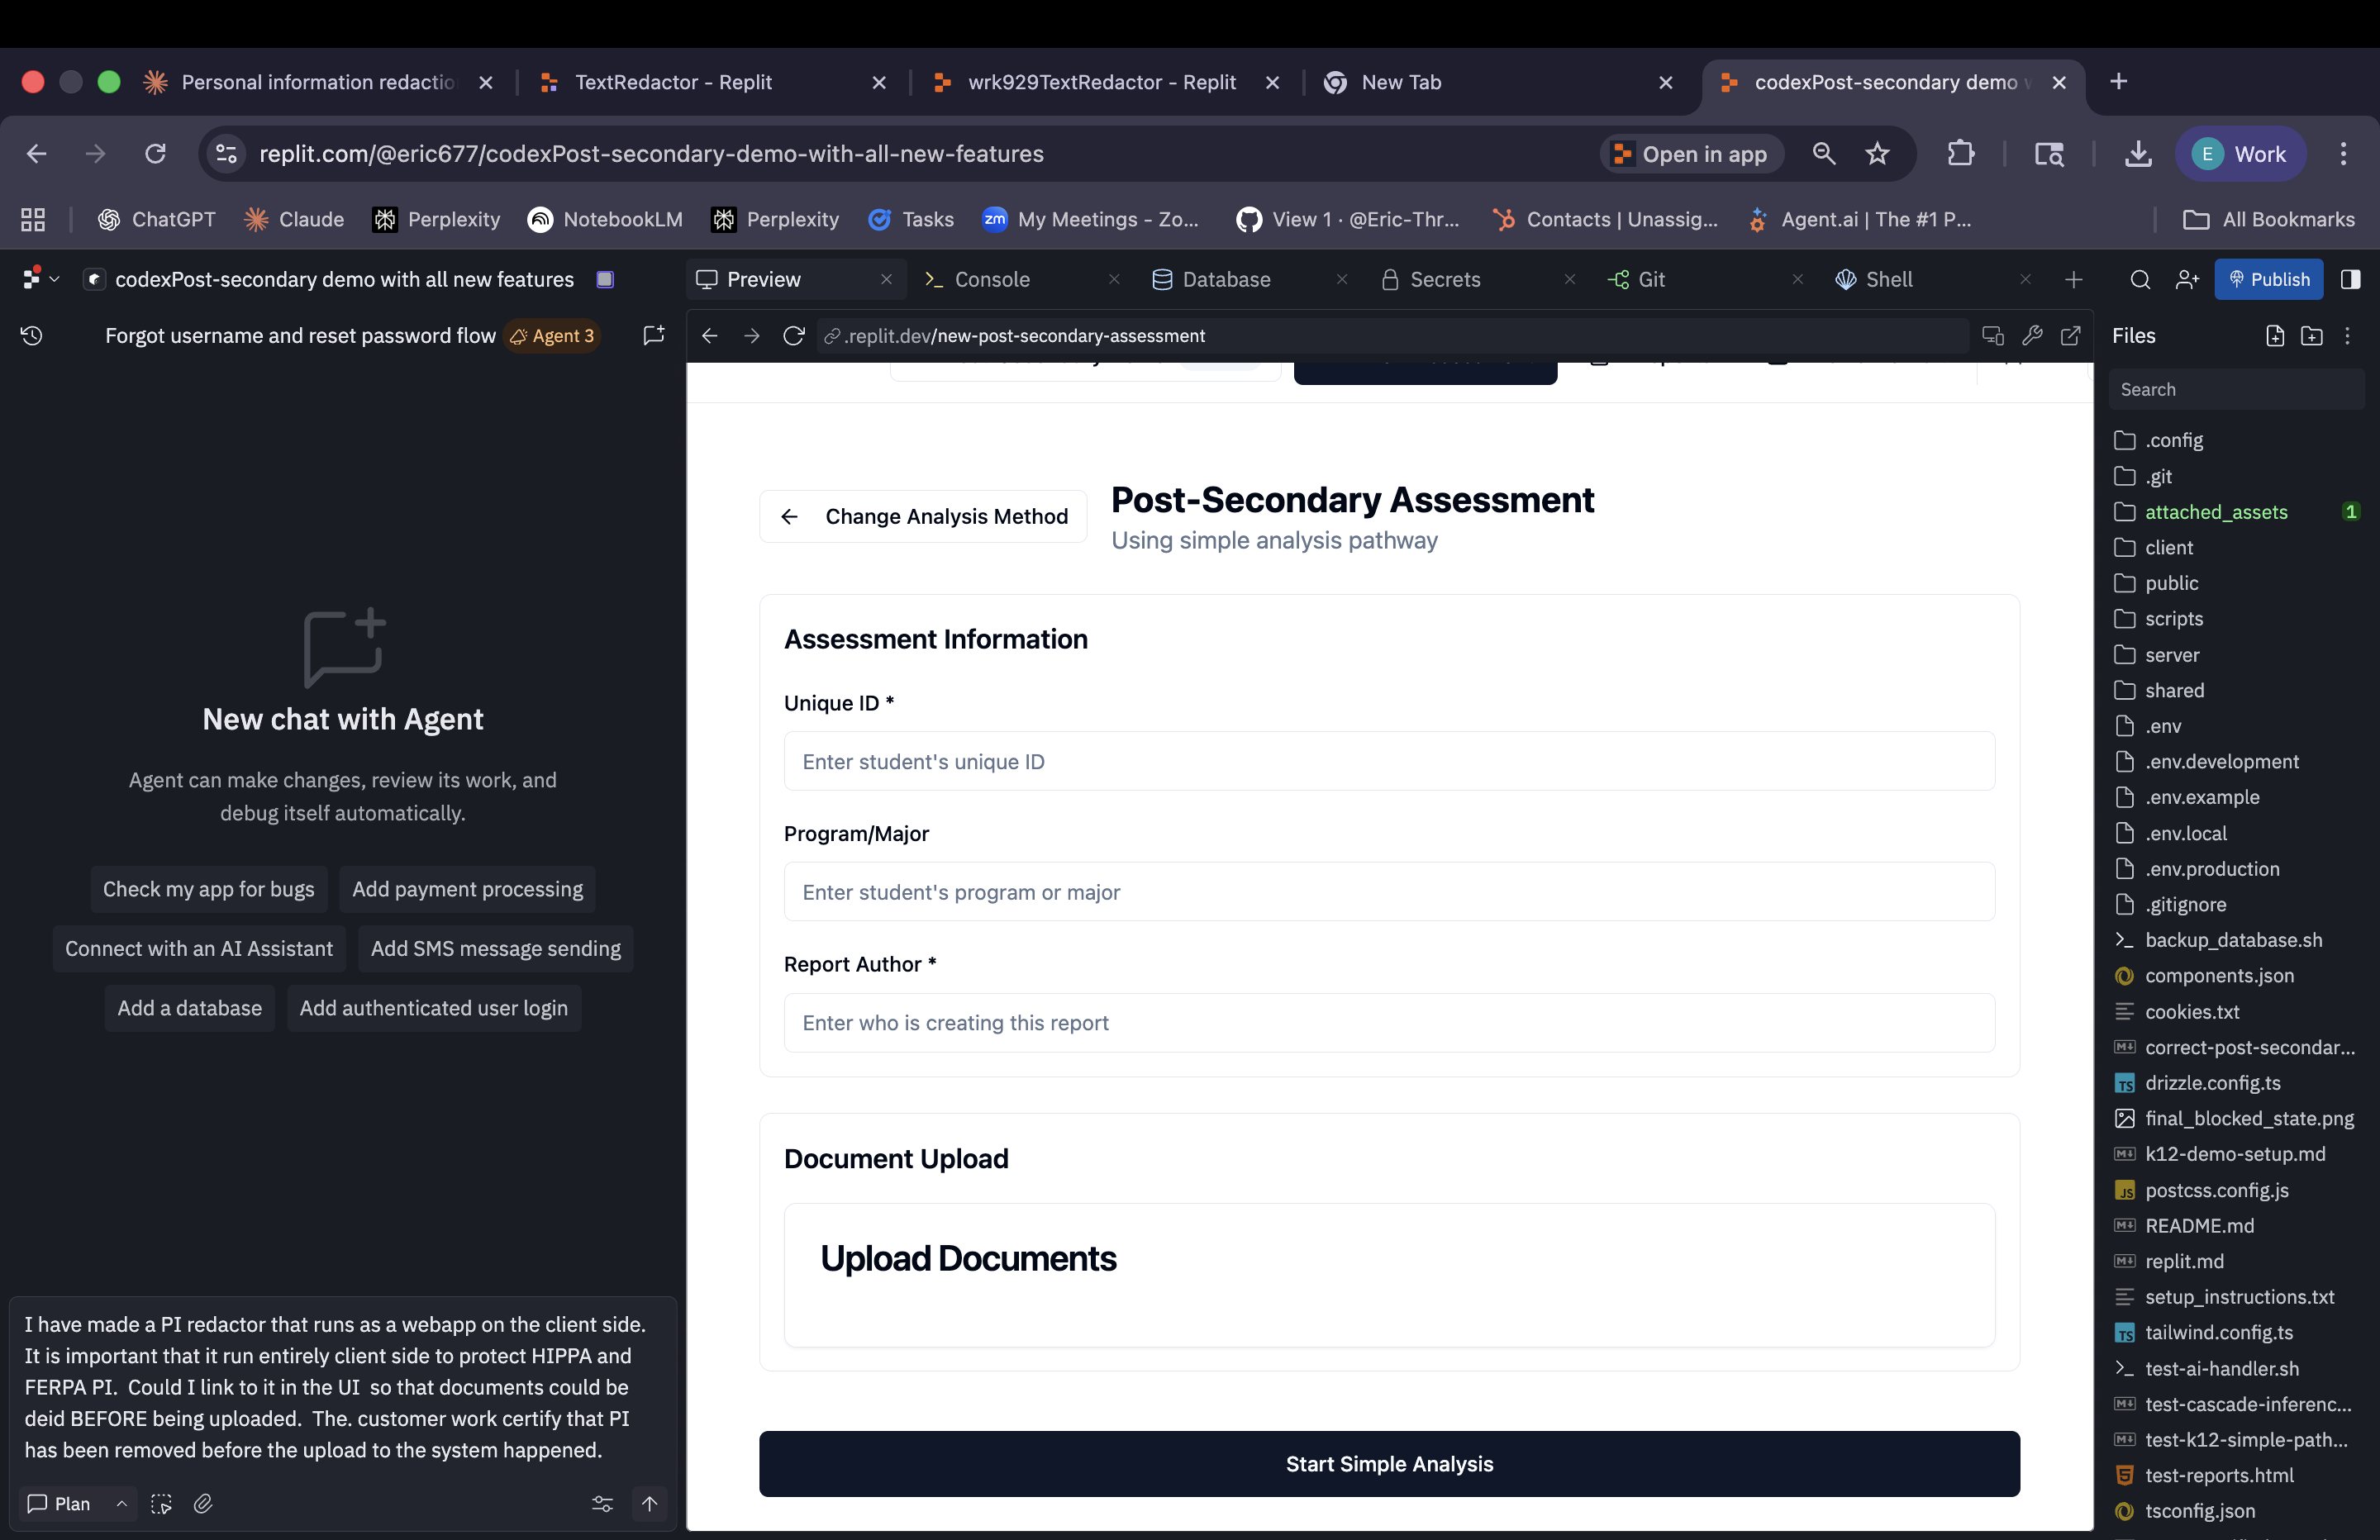 Personal information redactio
TextRedactor - Replit
wrk929TextRedactor - Replit
New Tab
codexPost-secondary demo w
replit.com/@eric677/codexPost-secondary-demo-with-all-new-features
Open in app
E Work
ChatGPT
Claude
Perplexity
NotebookLM
Perplexity
Tasks
zm My Meetings - Zo...
View 1 · @Eric-Thr...
Contacts | Unassig...
Agent.ai | The #1 P...
All Bookmarks
codexPost-secondary demo with all new features
Preview
Console
Database
Secrets
Git
Shell
Publish
Forgot username and reset password flow
Agent 3
.replit.dev/new-post-secondary-assessment
New chat with Agent
Agent can make changes, review its work, and
debug itself automatically.
Check my app for bugs
Add payment processing
Connect with an AI Assistant
Add SMS message sending
Add a database
Add authenticated user login
I have made a PI redactor that runs as a webapp on the client side.
It is important that it run entirely client side to protect HIPPA and
FERPA PI.  Could I link to it in the UI  so that documents could be
deid BEFORE being uploaded.  The. customer work certify that PI
has been removed before the upload to the system happened.
Plan
Change Analysis Method
Post-Secondary Assessment
Using simple analysis pathway
Assessment Information
Unique ID *
Enter student's unique ID
Program/Major
Enter student's program or major
Report Author *
Enter who is creating this report
Document Upload
Upload Documents
Start Simple Analysis
Files
Search
.config
.git
attached_assets 1
client
public
scripts
server
shared
.env
.env.development
.env.example
.env.local
.env.production
.gitignore
backup_database.sh
components.json
cookies.txt
correct-post-secondar...
TS drizzle.config.ts
final_blocked_state.png
k12-demo-setup.md
JS postcss.config.js
README.md
replit.md
setup_instructions.txt
TS tailwind.config.ts
test-ai-handler.sh
test-cascade-inferenc...
test-k12-simple-path...
test-reports.html
tsconfig.json